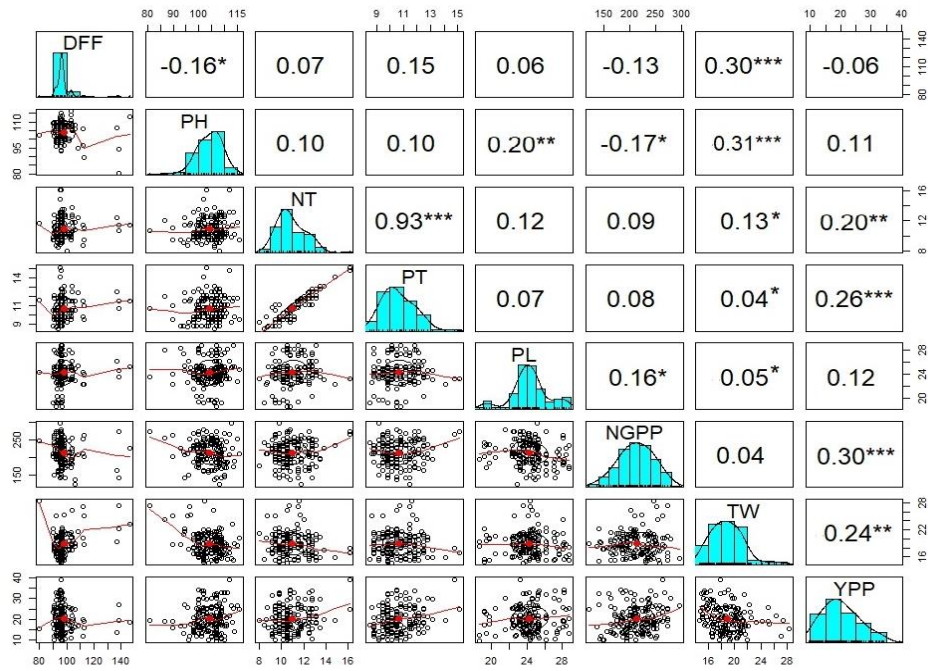 80 90 100 115 9 11 13 15 150 200 250 300 16 20 24 28
DFF -0.16* 0.07 0.15 0.06 -0.13 0.30*** -0.06
80 100 120 140
80 95 110
PH 0.10 0.10 0.20** -0.17* 0.31*** 0.11
NT 0.93*** 0.12 0.09 0.13* 0.20**
8 12 16
9 11 14
PT 0.07 0.08 0.04* 0.26***
PL 0.16* 0.05* 0.12
20 24 28
150 250
NGPP 0.04 0.30***
TW 0.24**
16 22 28
10 20 30 40
YPP
80 100 120 140 8 10 12 14 16 20 24 28 16 20 24 28 10 20 30 40